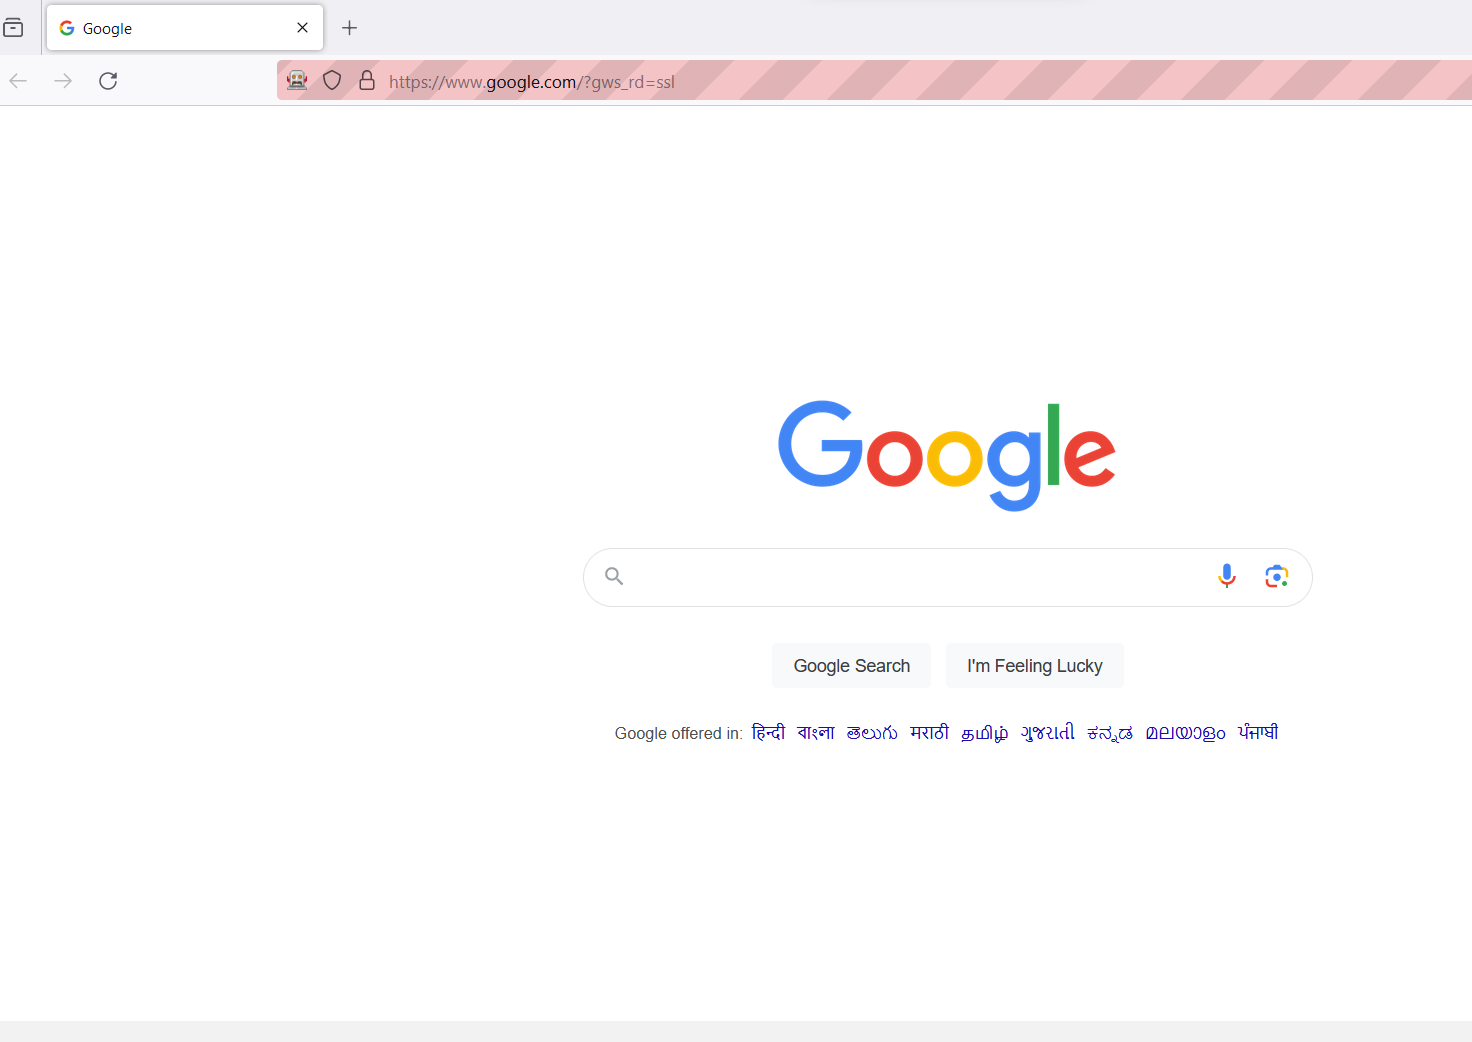 Google
https://www.google.com/?gws_rd=ssl
Google
Google Search I'm Feeling Lucky
Google offered in: हिन्दी বাংলা తెలుగు मराठी தமிழ் ગુજરાતી ಕನ್ನಡ മലയാളം ਪੰਜਾਬੀ